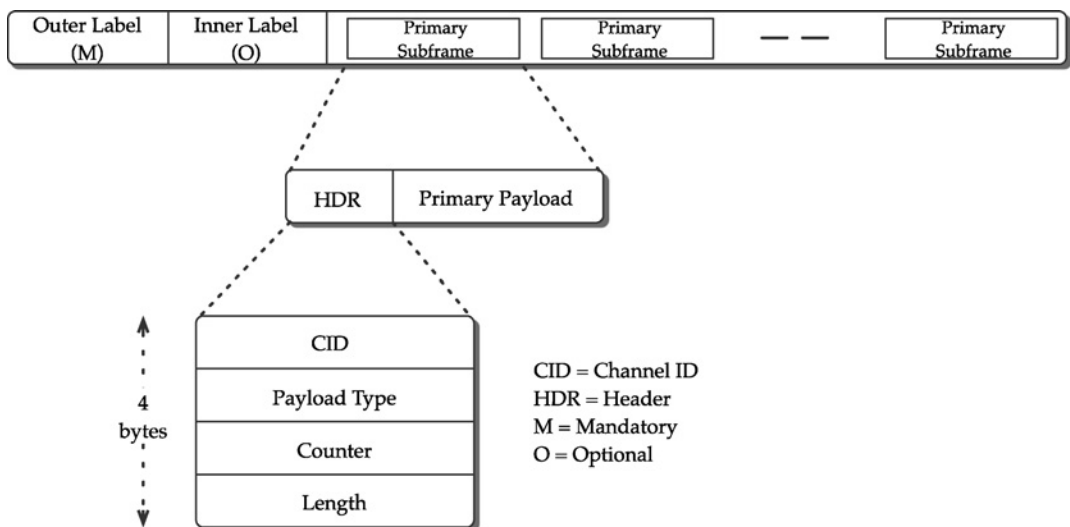 Outer Label
(M)
Inner Label
(O)
Primary
Subframe
Primary
Subframe
Primary
Subframe
HDR
Primary Payload
4
bytes
CID
Payload Type
Counter
Length
CID = Channel ID
HDR = Header
M = Mandatory
O = Optional